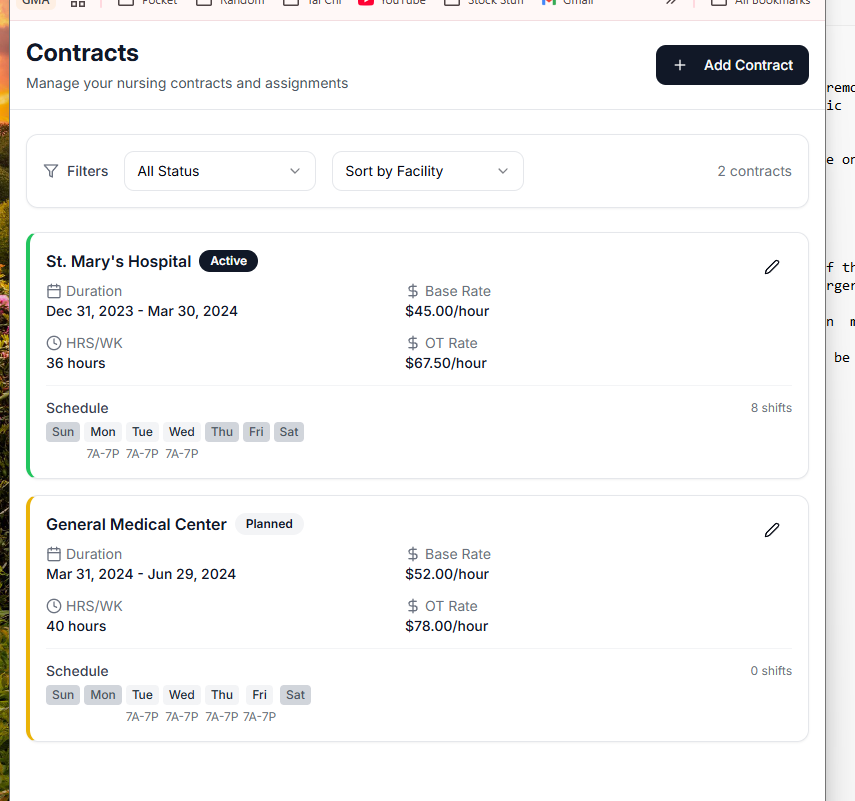 GMA Pocket Random Tai Chi YouTube Stock Stuff Gmail All Bookmarks
Contracts
Manage your nursing contracts and assignments
+ Add Contract
Filters All Status Sort by Facility 2 contracts
St. Mary's Hospital Active
Duration Base Rate
Dec 31, 2023 - Mar 30, 2024 $45.00/hour
HRS/WK $ OT Rate
36 hours $67.50/hour
Schedule 8 shifts
Sun Mon Tue Wed Thu Fri Sat
7A-7P 7A-7P 7A-7P
General Medical Center Planned
Duration $ Base Rate
Mar 31, 2024 - Jun 29, 2024 $52.00/hour
HRS/WK $ OT Rate
40 hours $78.00/hour
Schedule 0 shifts
Sun Mon Tue Wed Thu Fri Sat
7A-7P 7A-7P 7A-7P 7A-7P
be